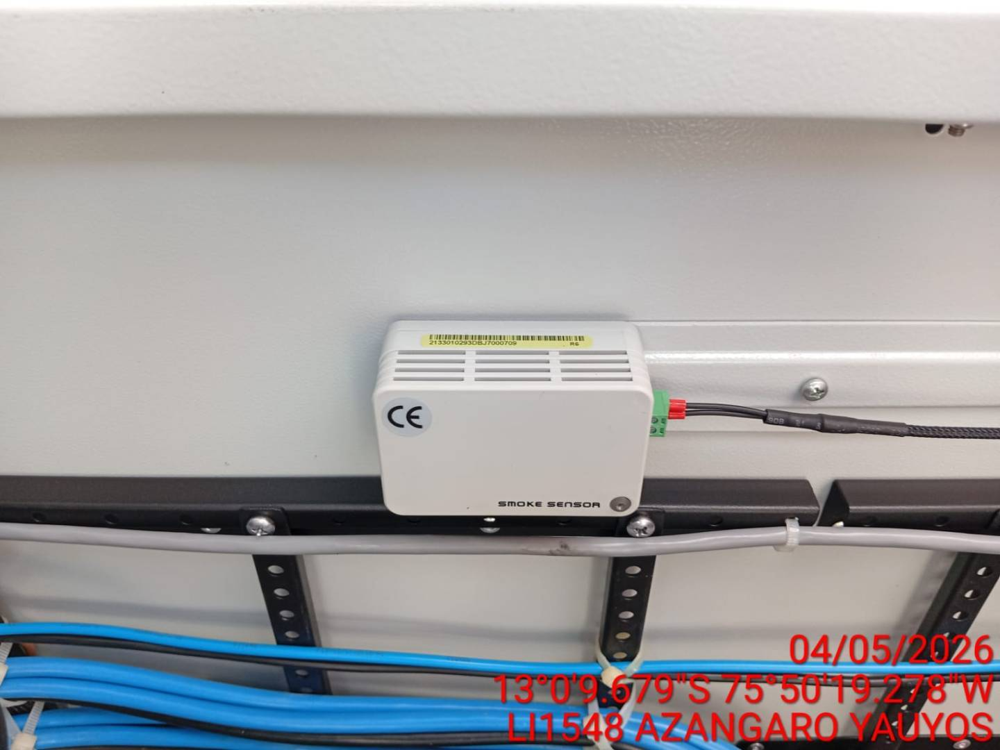 2133010293DBJ7000709 R6
CE
SMOKE SENSOR
908
04/05/2026
13°0'9.679"S 75°50'19.278"W
LI1548 AZANGARO YAUYOS